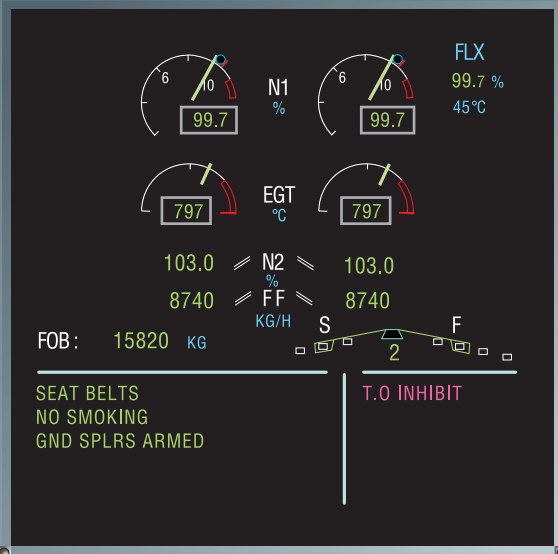 FLX
6 10 N1 6 10 99.7 %
99.7 % 99.7 45°C
797 EGT °C 797
103.0 N2 % 103.0
8740 FF KG/H 8740
S F
FOB : 15820 KG 2
SEAT BELTS T.O INHIBIT
NO SMOKING
GND SPLRS ARMED